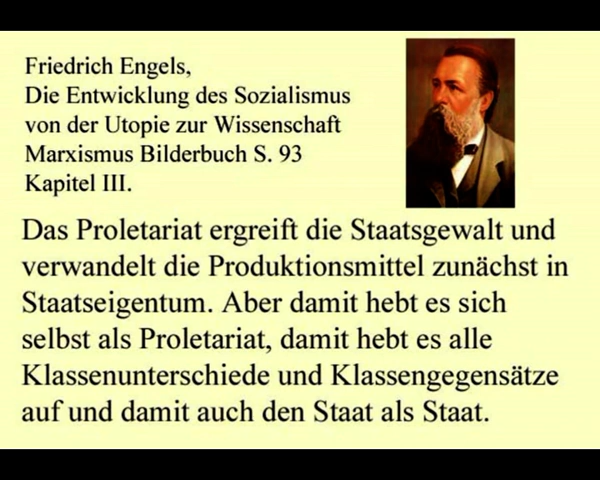 Friedrich Engels,
Die Entwicklung des Sozialismus
von der Utopie zur Wissenschaft
Marxismus Bilderbuch S. 93
Kapitel III.
Das Proletariat ergreift die Staatsgewalt und
verwandelt die Produktionsmittel zunächst in
Staatseigentum. Aber damit hebt es sich
selbst als Proletariat, damit hebt es alle
Klassenunterschiede und Klassengegensätze
auf und damit auch den Staat als Staat.